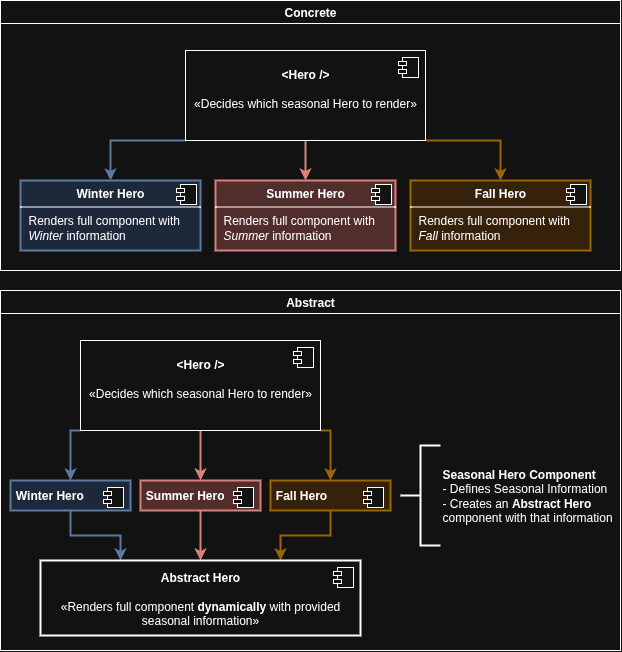 Concrete
<Hero />
«Decides which seasonal Hero to render»
Winter Hero
Renders full component with
Winter information
Summer Hero
Renders full component with
Summer information
Fall Hero
Renders full component with
Fall information
Abstract
<Hero />
«Decides which seasonal Hero to render»
Winter Hero
Summer Hero
Fall Hero
Seasonal Hero Component
- Defines Seasonal Information
- Creates an Abstract Hero
component with that information
Abstract Hero
«Renders full component dynamically with provided
seasonal information»